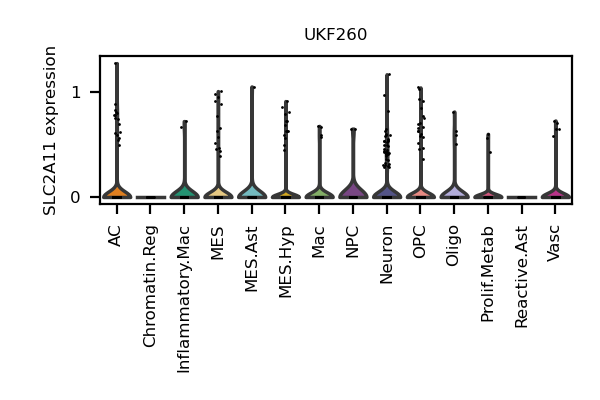 UKF260
SLC2A11 expression
1
0
AC
Chromatin.Reg
Inflammatory.Mac
MES
MES.Ast
MES.Hyp
Mac
NPC
Neuron
OPC
Oligo
Prolif.Metab
Reactive.Ast
Vasc